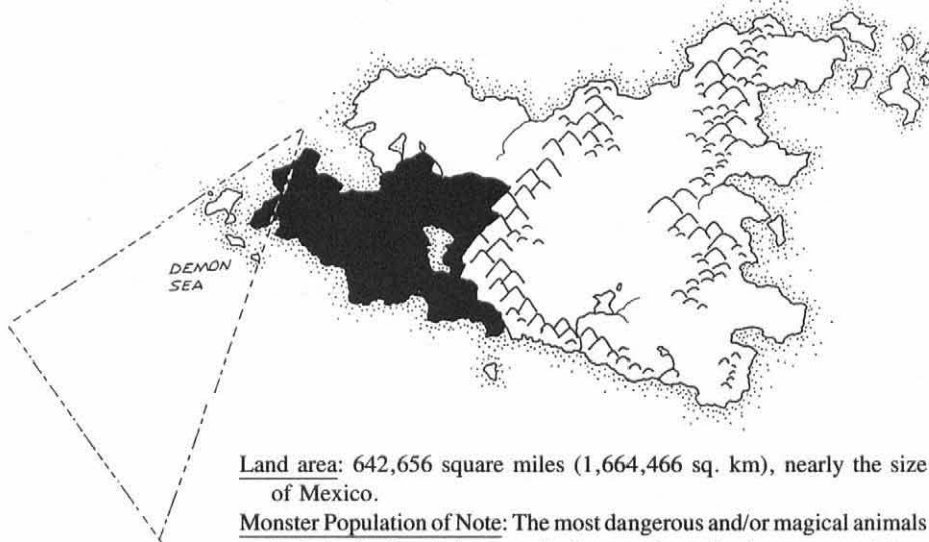 DEMON
SEA
Land area: 642,656 square miles (1,664,466 sq. km), nearly the size
of Mexico.
Monster Population of Note: The most dangerous and/or magical animals